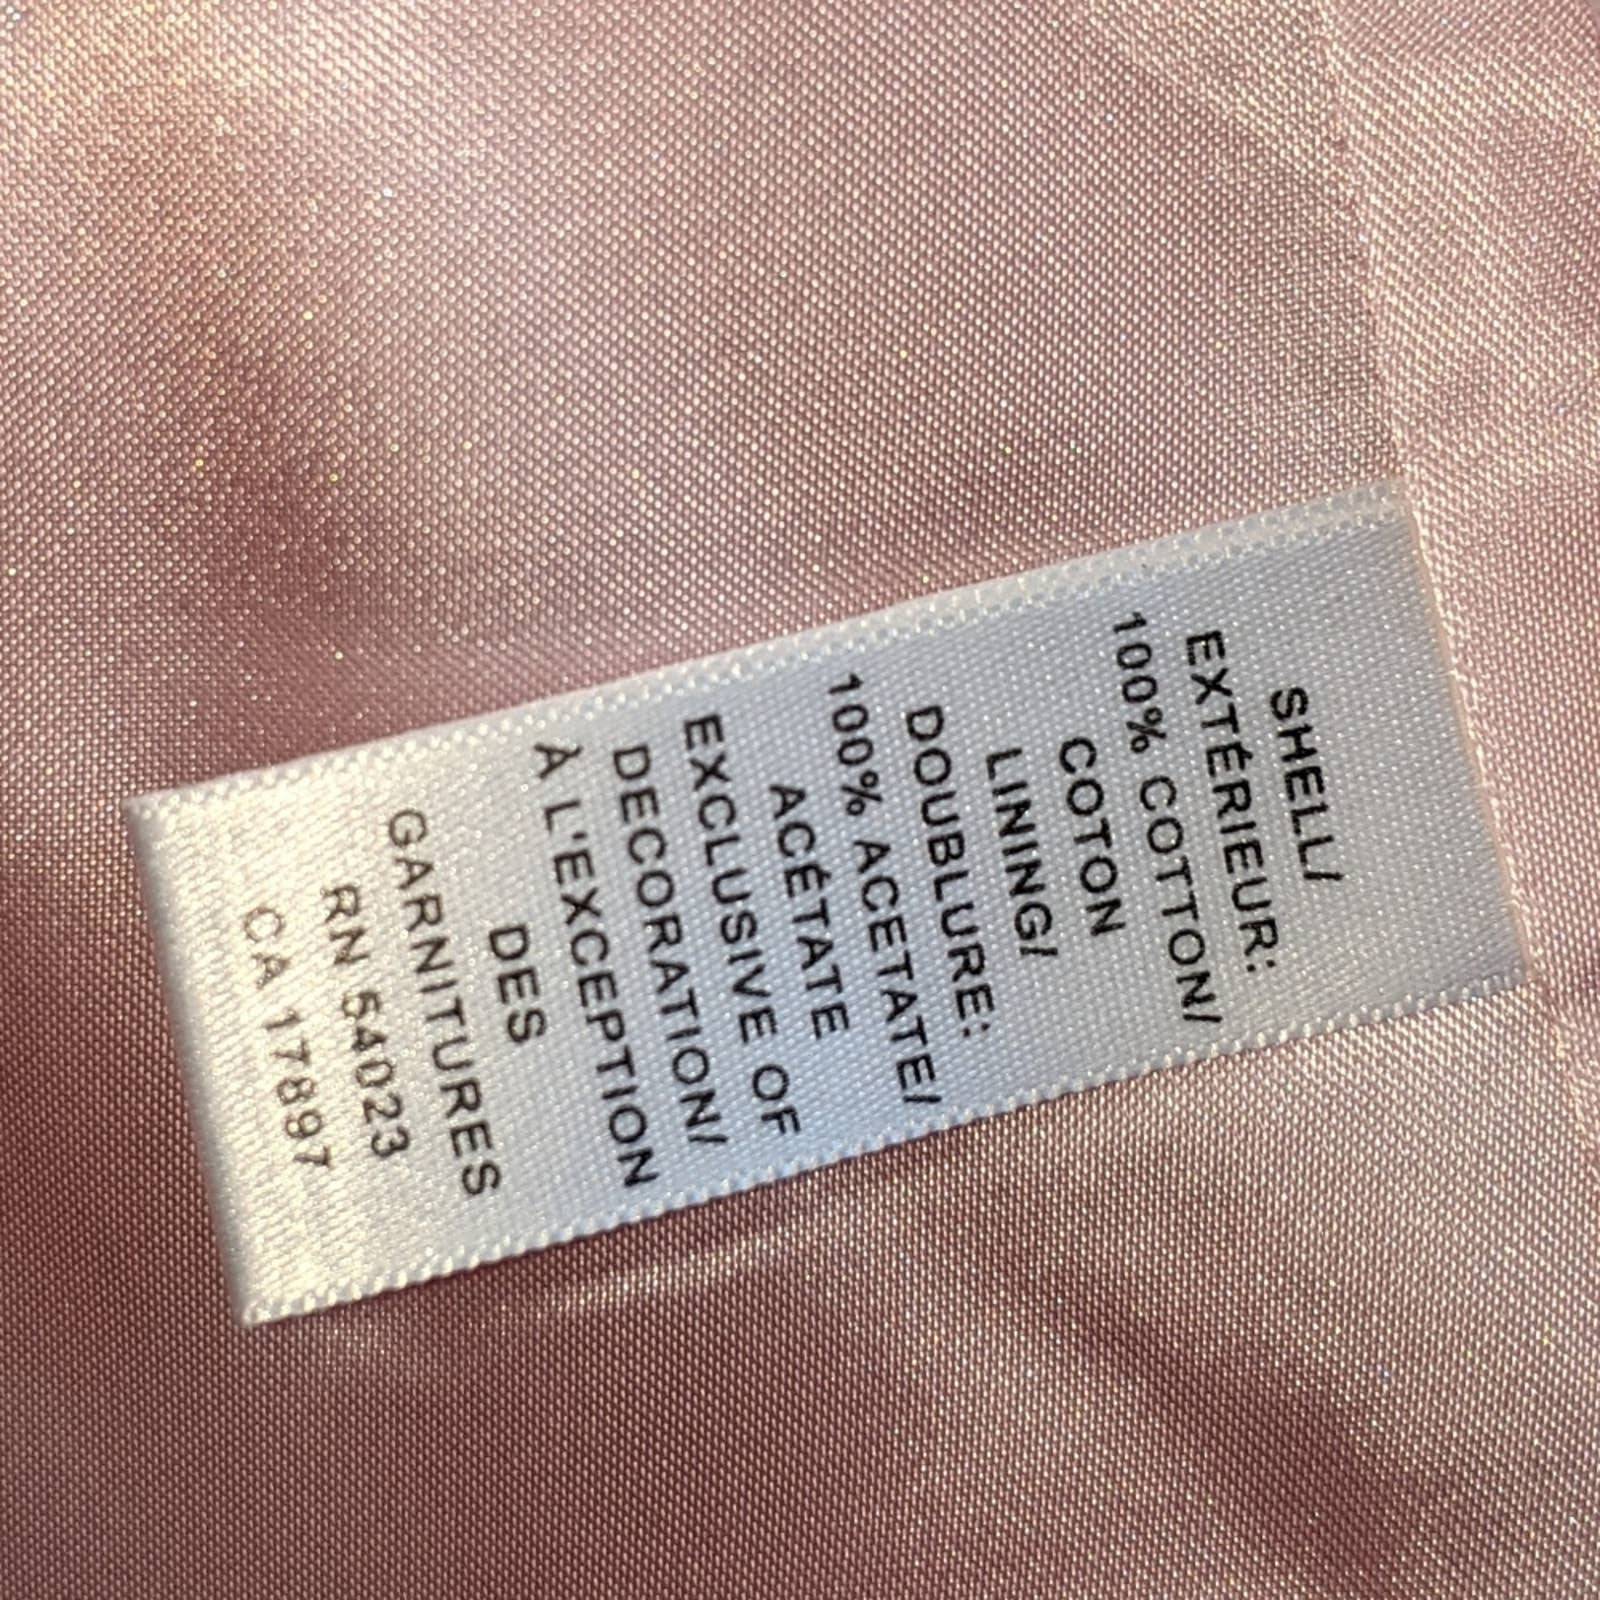 SHELL/
EXTÉRIEUR:
100% COTTON/
COTON
LINING/
DOUBLURE:
100% ACETATE/
ACÉTATE
EXCLUSIVE OF
DECORATION/
À L'EXCEPTION
DES
GARNITURES
RN 54023
CA 17897